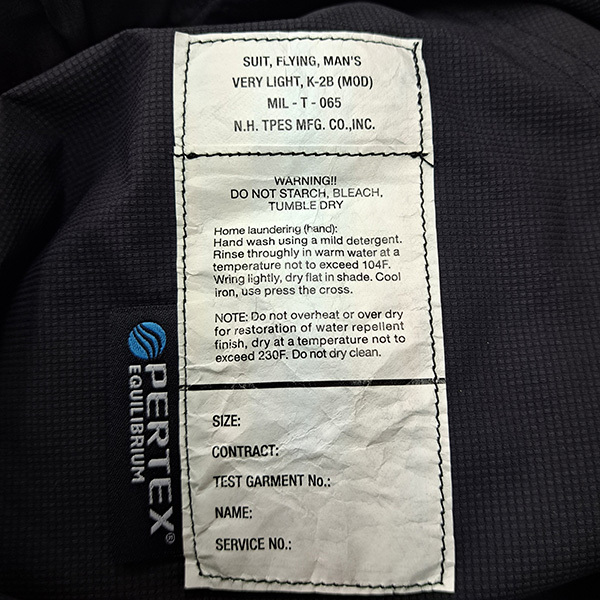 SUIT, FLYING, MAN'S
VERY LIGHT, K-2B (MOD)
MIL - T - 065
N.H. TPES MFG. CO.,INC.
WARNING!!
DO NOT STARCH, BLEACH,
TUMBLE DRY
Home laundering (hand):
Hand wash using a mild detergent.
Rinse throughly in warm water at a
temperature not to exceed 104F.
Wring lightly, dry flat in shade. Cool
iron, use press the cross.
NOTE: Do not overheat or over dry
for restoration of water repellent
finish, dry at a temperature not to
exceed 230F. Do not dry clean.
SIZE:
CONTRACT:
TEST GARMENT No.:
NAME:
SERVICE NO.:
PERTEX®
EQUILIBRIUM